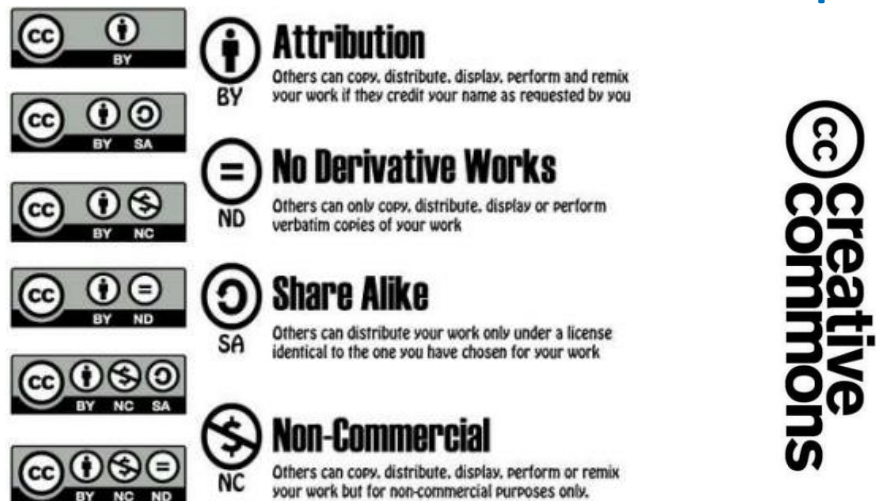 cc
BY
cc
BY SA
cc
BY NC
cc
BY ND
cc
BY NC SA
cc
BY NC ND
BY
Attribution
Others can copy, distribute, display, perform and remix
your work if they credit your name as requested by you
ND
No Derivative Works
Others can only copy, distribute, display or perform
verbatim copies of your work
SA
Share Alike
Others can distribute your work only under a license
identical to the one you have chosen for your work
NC
Non-Commercial
Others can copy, distribute, display, perform or remix
your work but for non-commercial purposes only.
cc
creative
commons